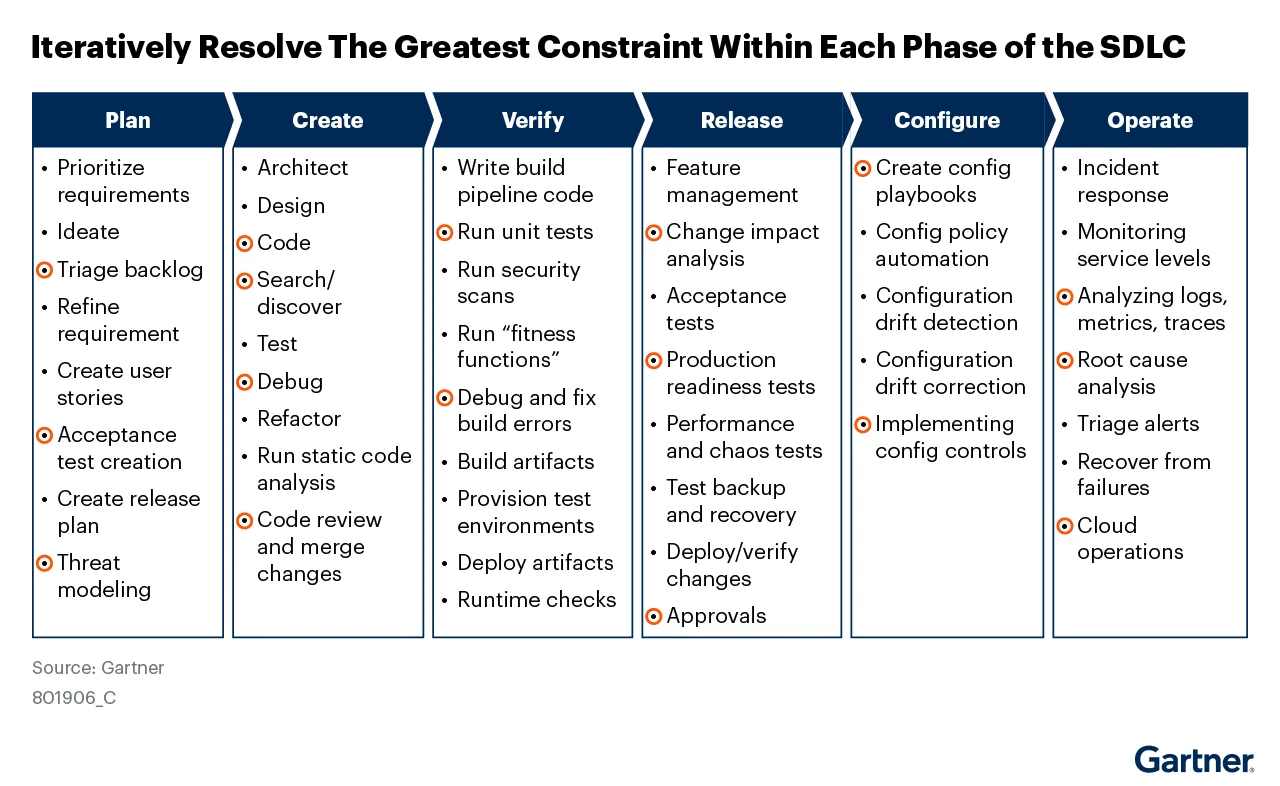 Iteratively Resolve The Greatest Constraint Within Each Phase of the SDLC
Plan
Prioritize
requirements
Ideate
Triage backlog
Refine
requirement
Create user
stories
Acceptance
test creation
Create release
plan
Threat
modeling
Create
Architect
Design
Code
Search/
discover
Test
Debug
Refactor
Run static code
analysis
Code review
and merge
changes
Verify
Write build
pipeline code
Run unit tests
Run security
scans
Run “fitness
functions”
Debug and fix
build errors
Build artifacts
Provision test
environments
Deploy artifacts
Runtime checks
Release
Feature
management
Change impact
analysis
Acceptance
tests
Production
readiness tests
Performance
and chaos tests
Test backup
and recovery
Deploy/verify
changes
Approvals
Configure
Create config
playbooks
Config policy
automation
Configuration
drift detection
Configuration
drift correction
Implementing
config controls
Operate
Incident
response
Monitoring
service levels
Analyzing logs,
metrics, traces
Root cause
analysis
Triage alerts
Recover from
failures
Cloud
operations
Source: Gartner
801906_C
Gartner®